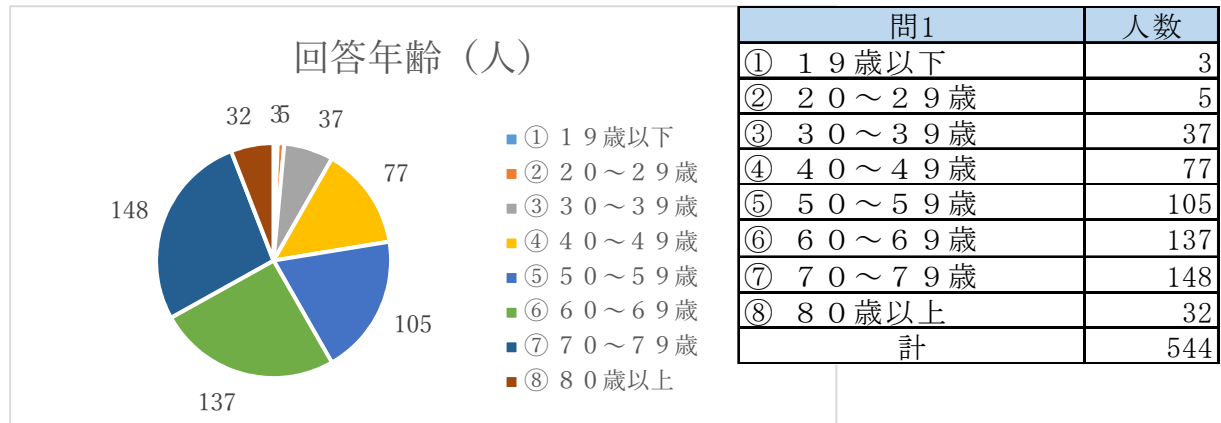 回答年齢（人）
32 3 5 37
77
148
105
137
① １９歳以下
② ２０～２９歳
③ ３０～３９歳
④ ４０～４９歳
⑤ ５０～５９歳
⑥ ６０～６９歳
⑦ ７０～７９歳
⑧ ８０歳以上
問1 人数
① １９歳以下 3
② ２０～２９歳 5
③ ３０～３９歳 37
④ ４０～４９歳 77
⑤ ５０～５９歳 105
⑥ ６０～６９歳 137
⑦ ７０～７９歳 148
⑧ ８０歳以上 32
計 544